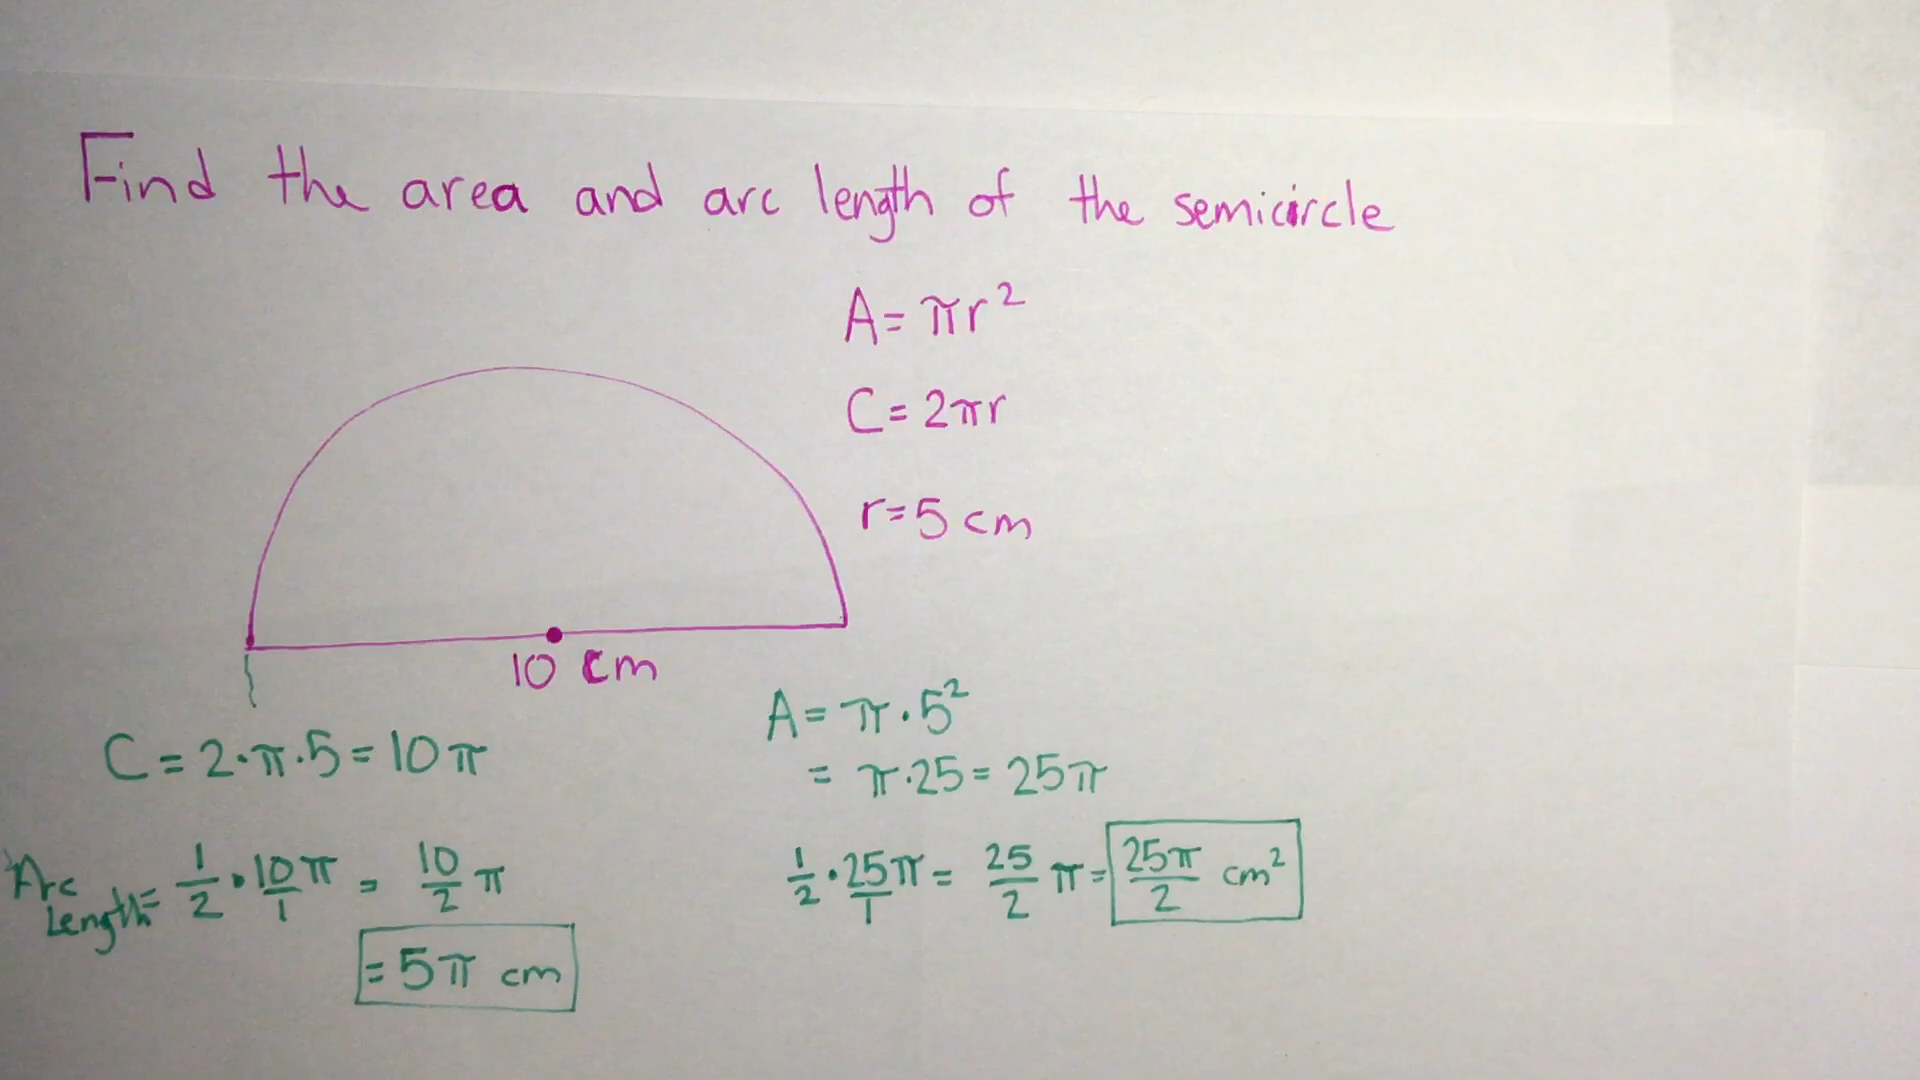 Find the area and arc length of the semicircle
A = πr²
C = 2πr
r = 5 cm
10 cm
C = 2·π·5 = 10π
Arc Length = 1/2 · 10π/1 = 10/2 π
= 5π cm
A = π·5²
= π·25 = 25π
1/2 · 25π/1 = 25/2 π = 25π/2 cm²